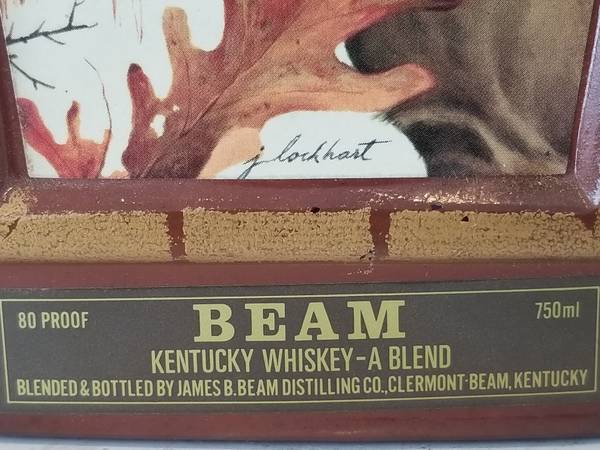 j lockhart
80 PROOF
BEAM
750ml
KENTUCKY WHISKEY-A BLEND
BLENDED & BOTTLED BY JAMES B. BEAM DISTILLING CO., CLERMONT-BEAM, KENTUCKY